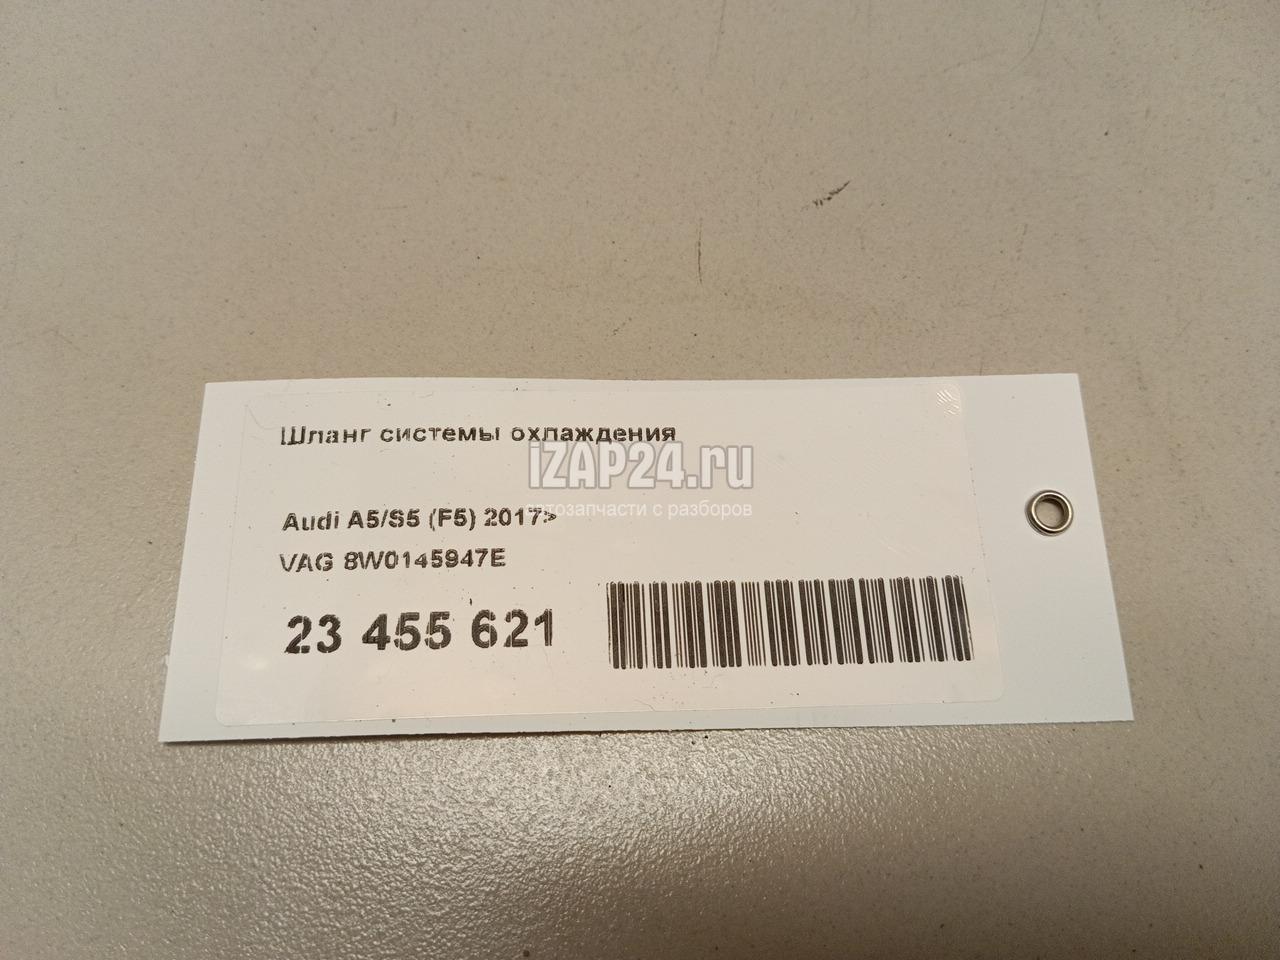 Шланг системы охлаждения
iZAP24.ru
автозапчасти с разборов
Audi A5/S5 (F5) 2017>
VAG 8W0145947E
23 455 621